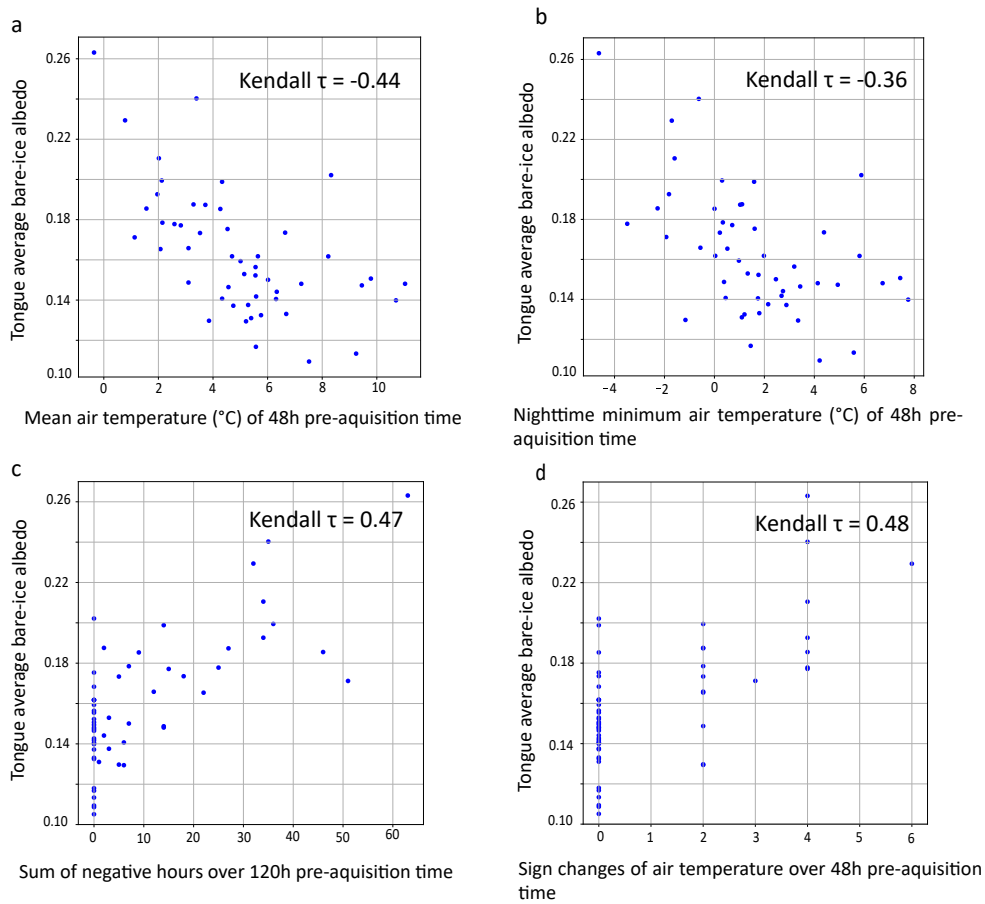 a
Kendall τ = -0.44
Tongue average bare-ice albedo
0.26
0.22
0.18
0.14
0.10
0 2 4 6 8 10
Mean air temperature (°C) of 48h pre-aquisition time
b
Kendall τ = -0.36
Tongue average bare-ice albedo
0.26
0.22
0.18
0.14
0.10
−4 −2 0 2 4 6 8
Nighttime minimum air temperature (°C) of 48h pre-
aquisition time
c
Kendall τ = 0.47
Tongue average bare-ice albedo
0.26
0.22
0.18
0.14
0.10
0 10 20 30 40 50 60
Sum of negative hours over 120h pre-aquisition time
d
Kendall τ = 0.48
Tongue average bare-ice albedo
0.26
0.22
0.18
0.14
0.10
0 1 2 3 4 5 6
Sign changes of air temperature over 48h pre-aquisition
time